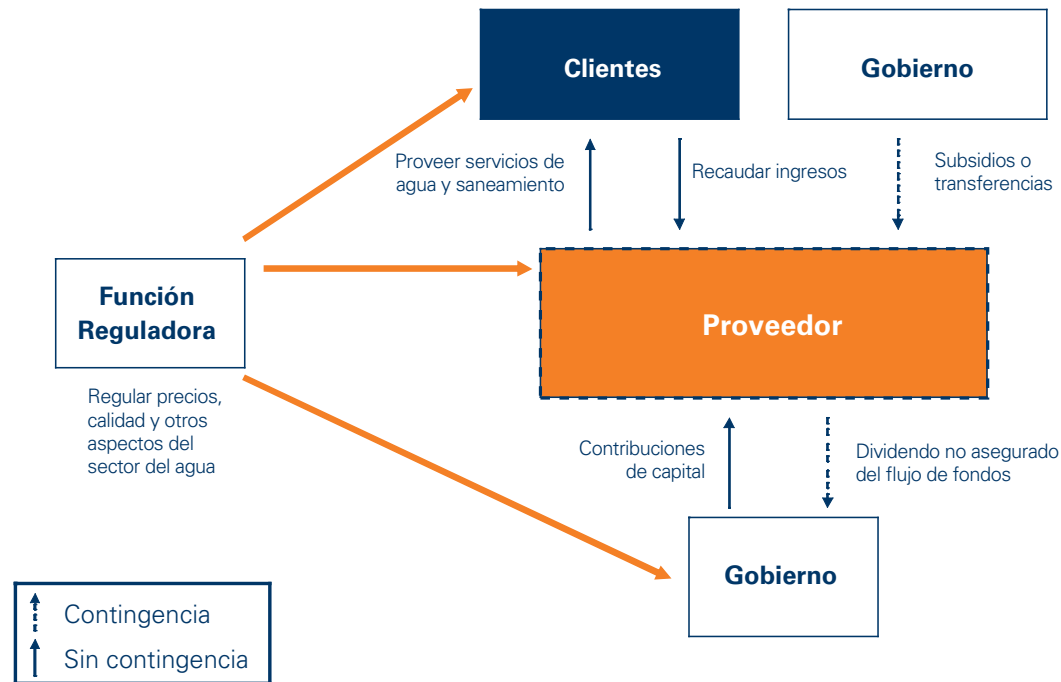 Clientes
Gobierno
Proveer servicios de
agua y saneamiento
Recaudar ingresos
Subsidios o
transferencias
Función
Reguladora
Proveedor
Regular precios,
calidad y otros
aspectos del
sector del agua
Contribuciones
de capital
Dividendo no asegurado
del flujo de fondos
Gobierno
Contingencia
Sin contingencia